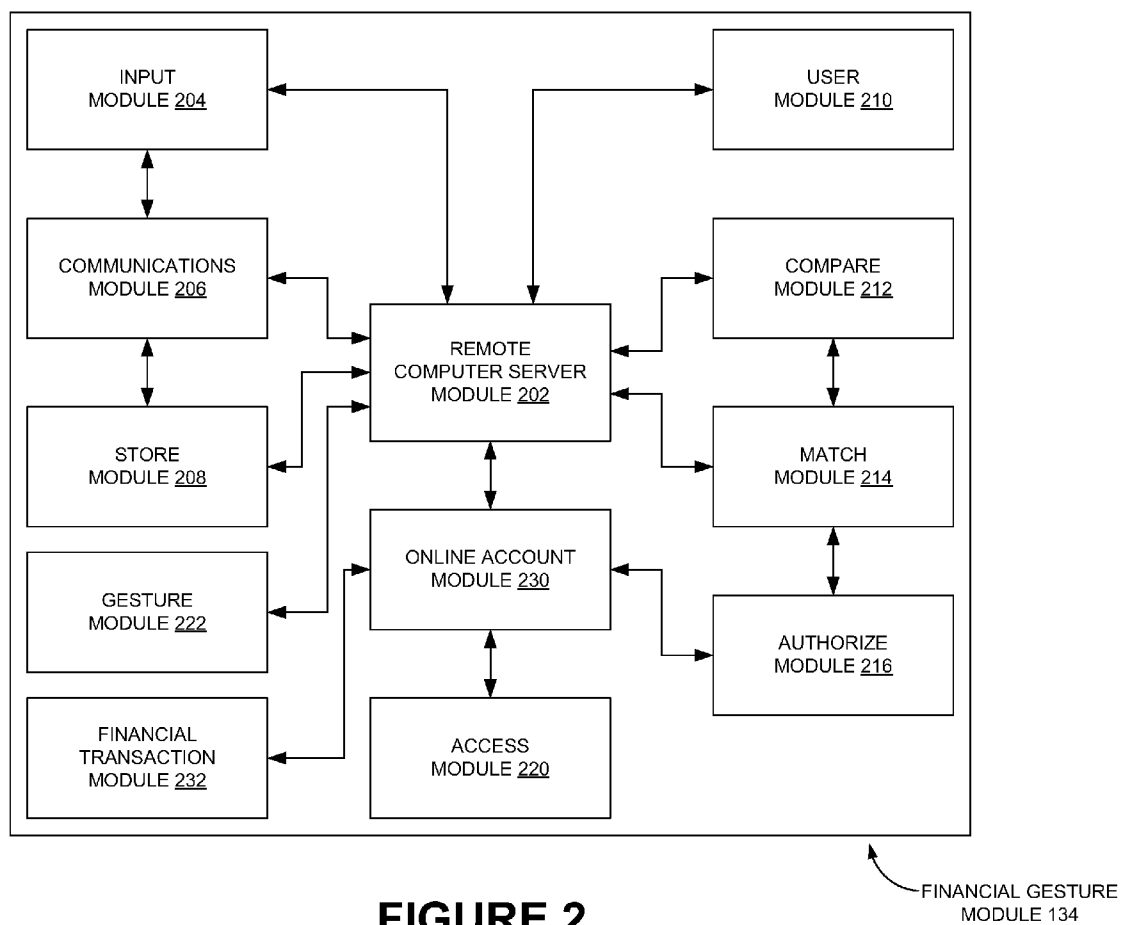 INPUT
MODULE 204
USER
MODULE 210
COMMUNICATIONS
MODULE 206
COMPARE
MODULE 212
REMOTE
COMPUTER SERVER
MODULE 202
STORE
MODULE 208
MATCH
MODULE 214
ONLINE ACCOUNT
MODULE 230
GESTURE
MODULE 222
AUTHORIZE
MODULE 216
FINANCIAL
TRANSACTION
MODULE 232
ACCESS
MODULE 220
FINANCIAL GESTURE
MODULE 134
FIGURE 2